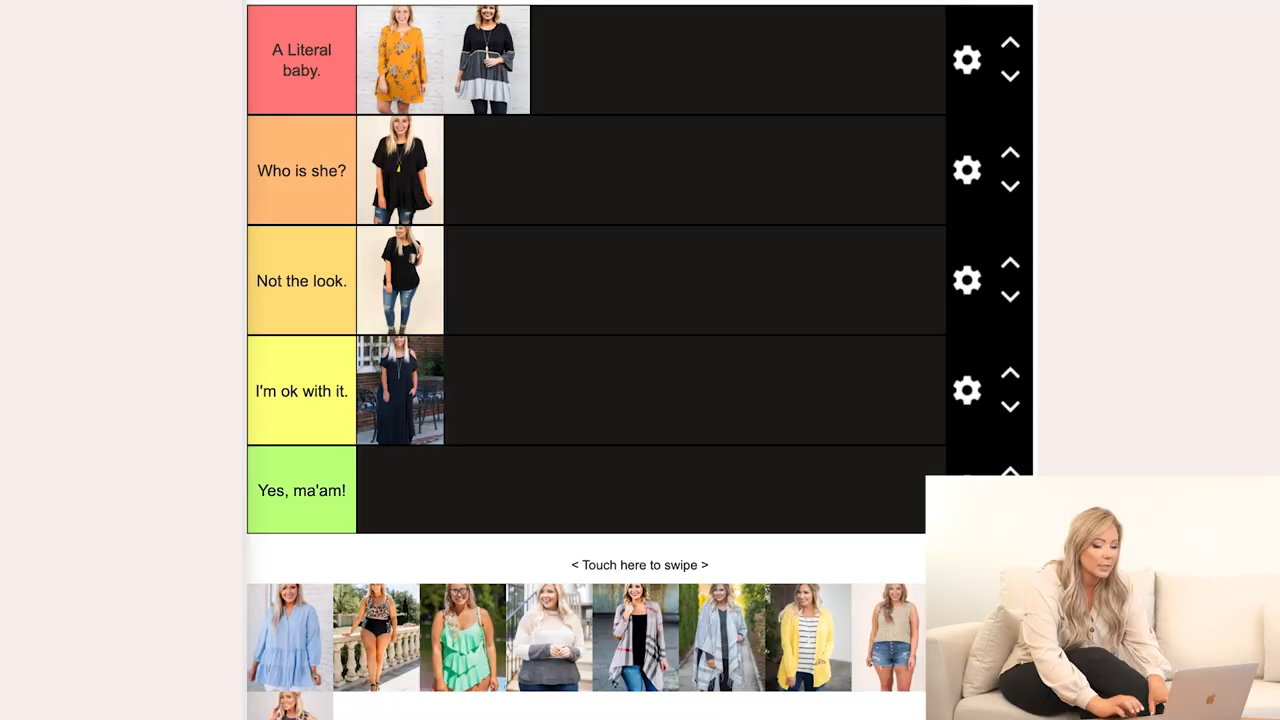 A Literal
baby.
Who is she?
Not the look.
I'm ok with it.
Yes, ma'am!
< Touch here to swipe >